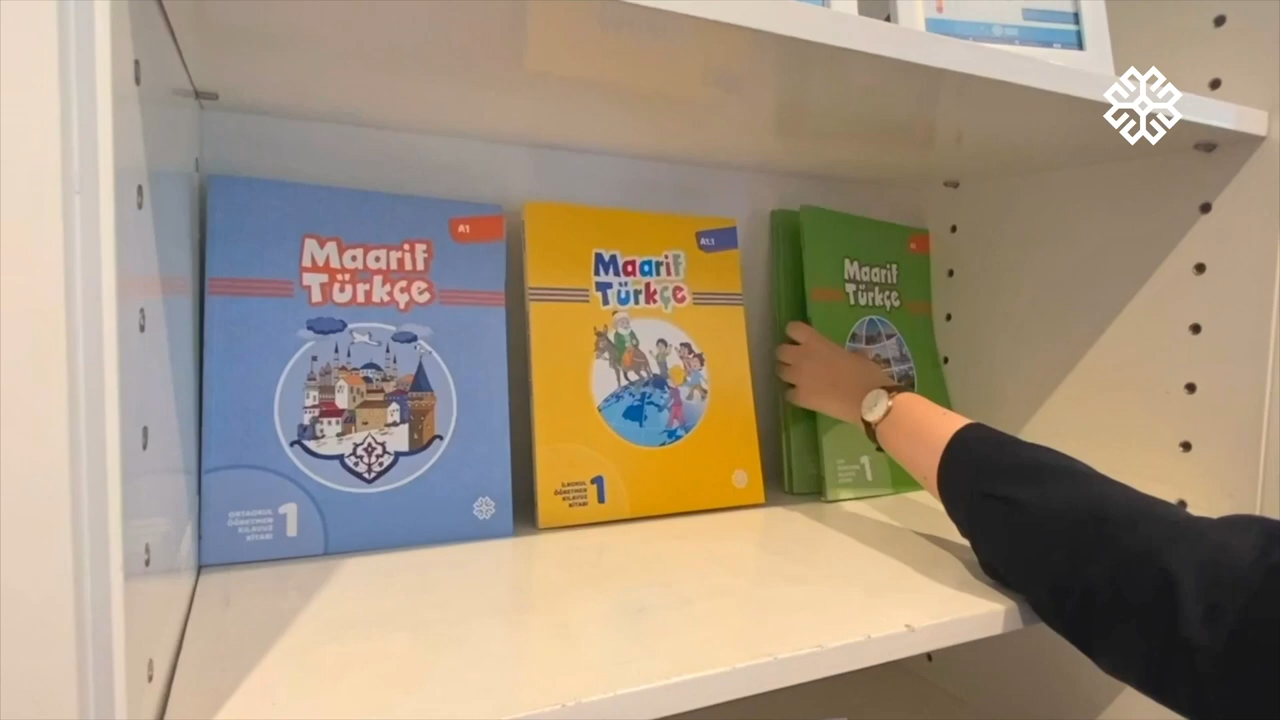 A1
Maarif
Türkçe
ORTAOKUL
ÖĞRETMEN
KILAVUZ
KİTABI
1
A1.1
Maarif
Türkçe
İLKOKUL
ÖĞRETMEN
KILAVUZ
KİTABI
1
Maarif
Türkçe
1